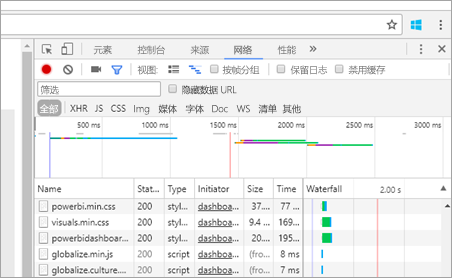 元素 控制台 来源 网络 性能 »
视图: 按帧分组 保留日志 禁用缓存
筛选 隐藏数据 URL
全部 XHR JS CSS Img 媒体 字体 Doc WS 清单 其他
500 ms 1000 ms 1500 ms 2000 ms 2500 ms 3000 ms
Name Stat... Type Initiator Size Time Waterfall 2.00 s
powerbi.min.css 200 styl... dashboa... 37.... 77 ...
visuals.min.css 200 styl... dashboa... 9.4 ... 169...
powerbidashboar... 200 styl... dashboa... 20.... 195...
globalize.min.js 200 script dashboa... (fro... 8 ms
globalize.culture... 200 script dashboa... (fro... 7 ms